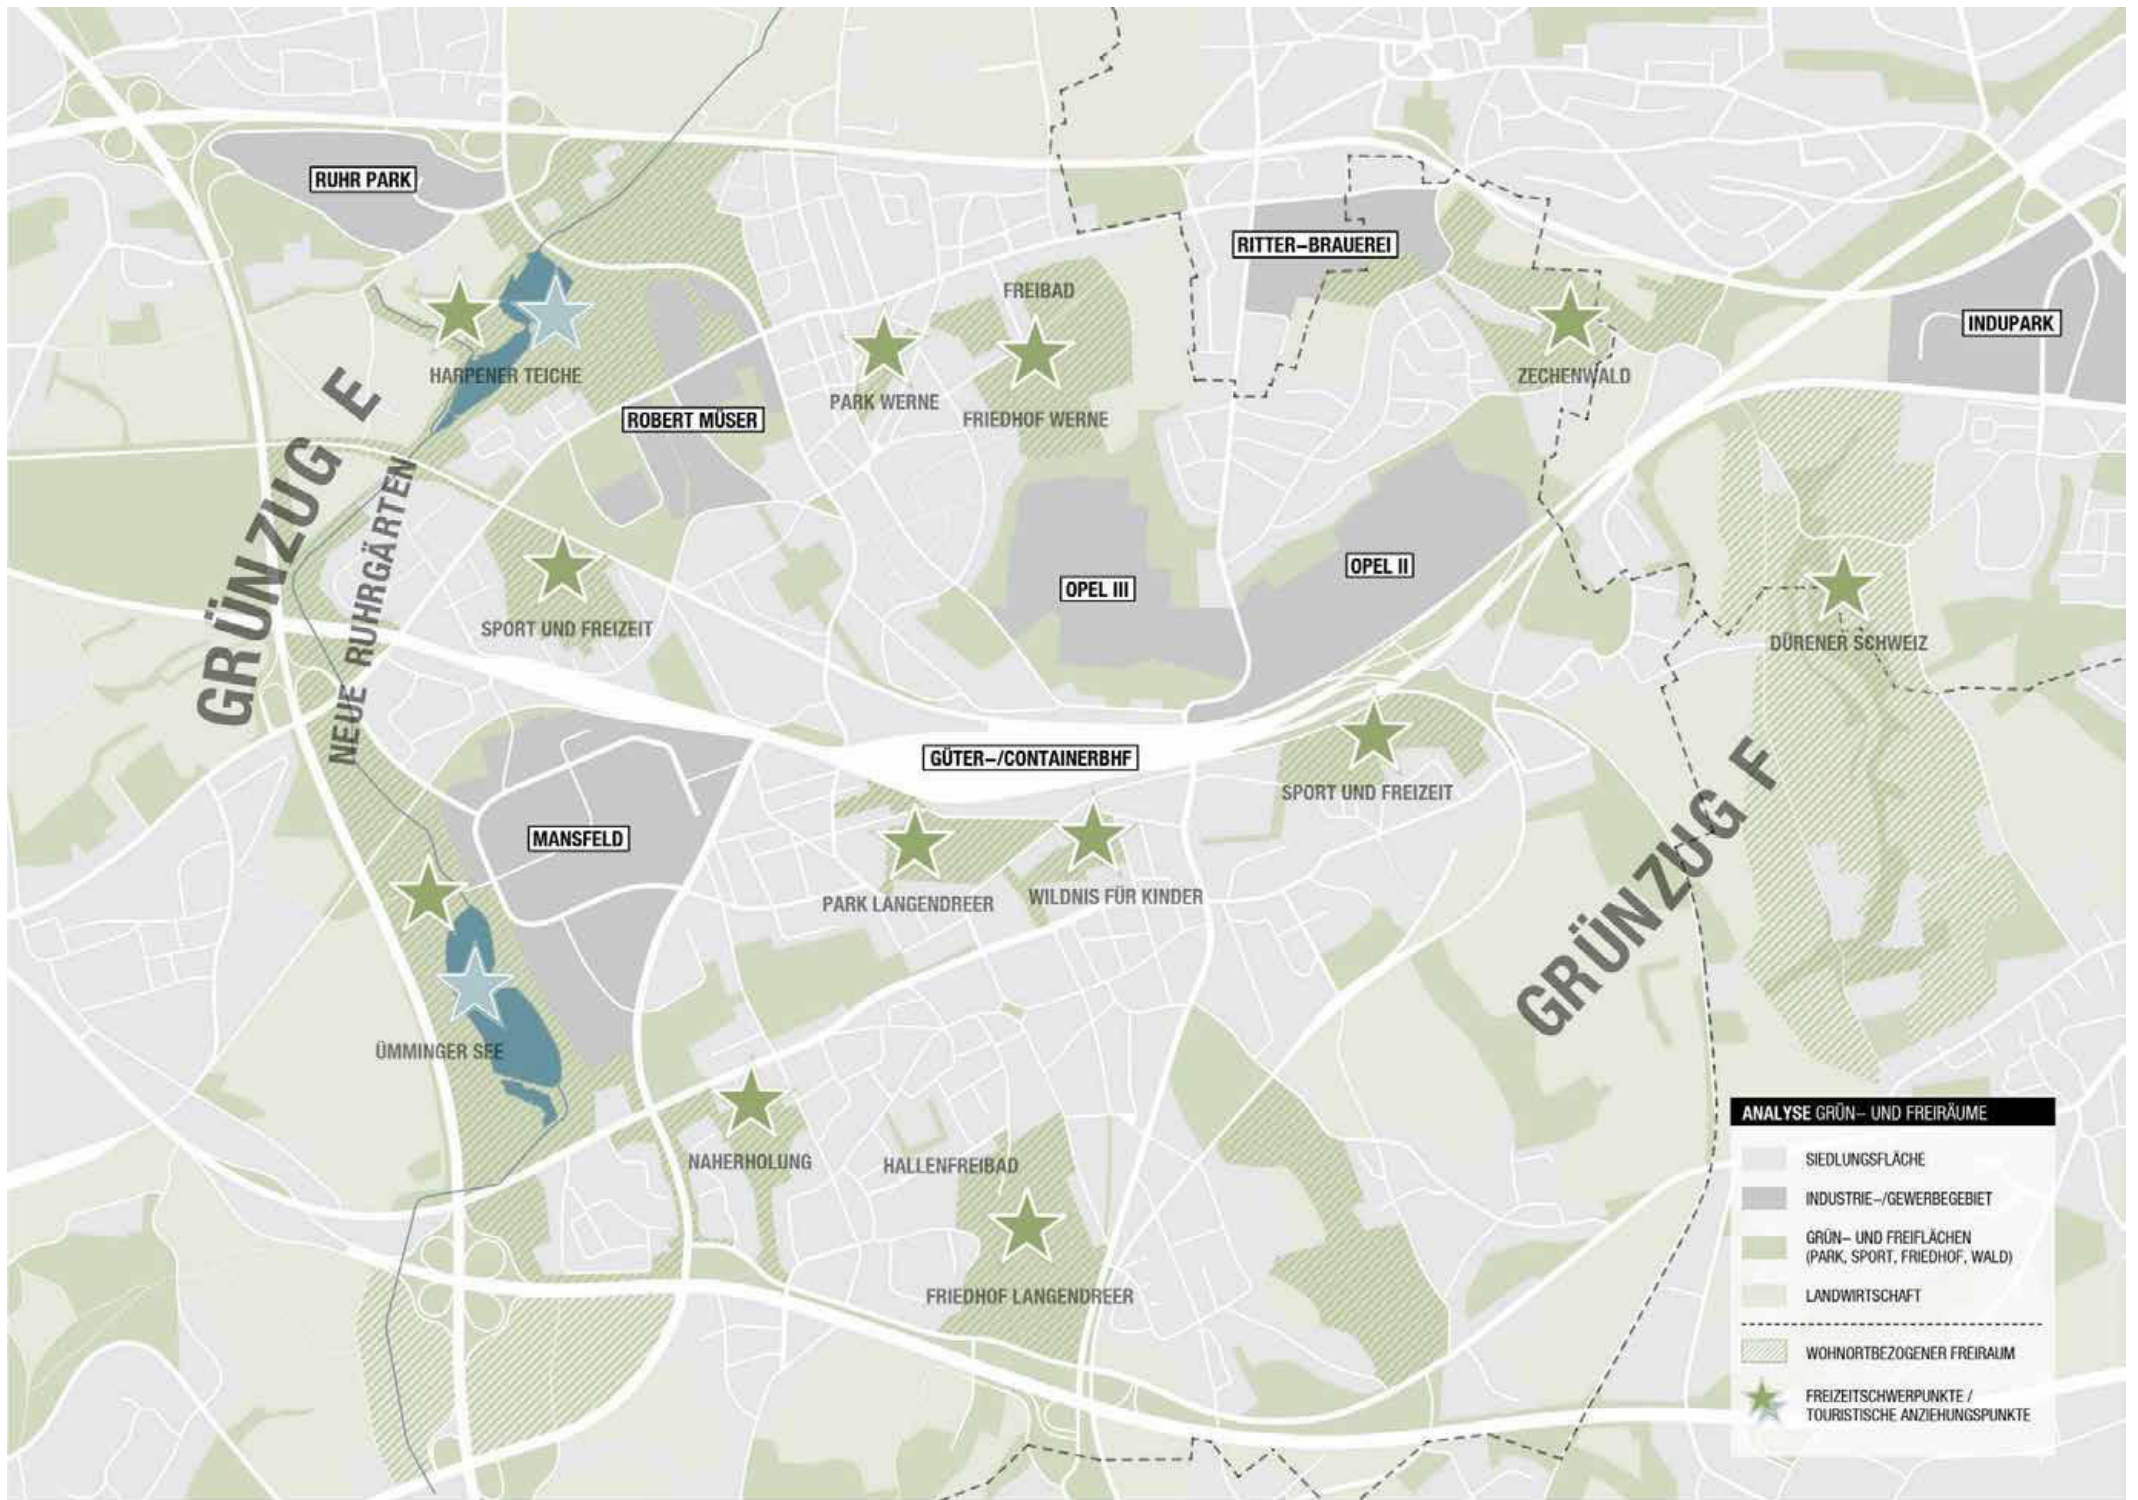 RUHR PARK
RITTER–BRAUEREI
FREIBAD
INDUPARK
HARPENER TEICHE
ZECHENWALD
PARK WERNE
ROBERT MÜSER
FRIEDHOF WERNE
GRÜNZUG E
NEUE RUHRGÄRTEN
OPEL II
OPEL III
SPORT UND FREIZEIT
DÜRENER SCHWEIZ
GÜTER–/CONTAINERBHF
SPORT UND FREIZEIT
MANSFELD
GRÜNZUG F
PARK LANGENDREER
WILDNIS FÜR KINDER
ÜMMINGER SEE
NAHERHOLUNG
HALLENFREIBAD
FRIEDHOF LANGENDREER
ANALYSE GRÜN– UND FREIRÄUME
SIEDLUNGSFLÄCHE
INDUSTRIE–/GEWERBEGEBIET
GRÜN– UND FREIFLÄCHEN
(PARK, SPORT, FRIEDHOF, WALD)
LANDWIRTSCHAFT
WOHNORTBEZOGENER FREIRAUM
FREIZEITSCHWERPUNKTE /
TOURISTISCHE ANZIEHUNGSPUNKTE